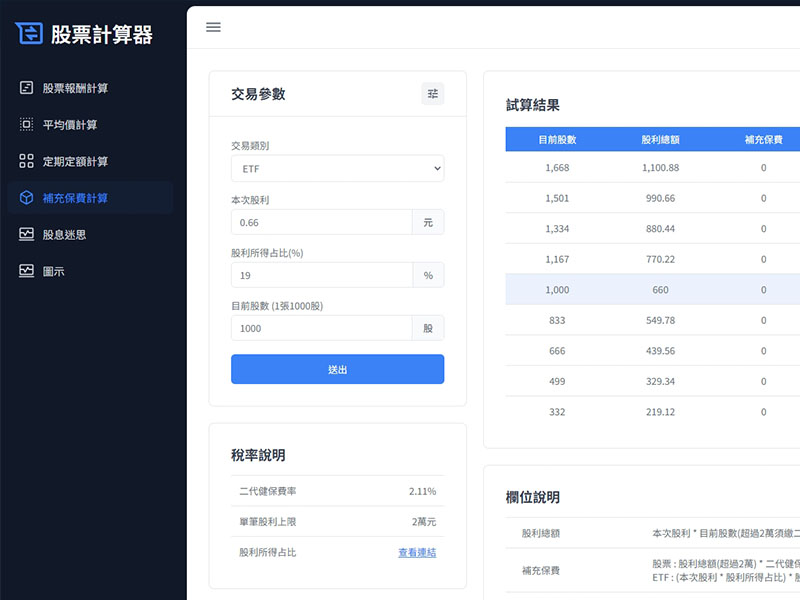 股票計算器
股票報酬計算
平均價計算
定期定額計算
補充保費計算
股息迷思
圖示
交易參數
交易類別
ETF
本次股利
0.66 元
股利所得占比(%)
19 %
目前股數 (1張1000股)
1000 股
送出
稅率說明
二代健保費率 2.11%
單筆股利上限 2萬元
股利所得占比 查看連結
試算結果
目前股數 股利總額 補充保費
1,668 1,100.88 0
1,501 990.66 0
1,334 880.44 0
1,167 770.22 0
1,000 660 0
833 549.78 0
666 439.56 0
499 329.34 0
332 219.12 0
欄位說明
股利總額 本次股利 * 目前股數(超過2萬須繳二
補充保費 股票 : 股利總額(超過2萬) * 二代健保
ETF : (本次股利 * 股利所得占比) *